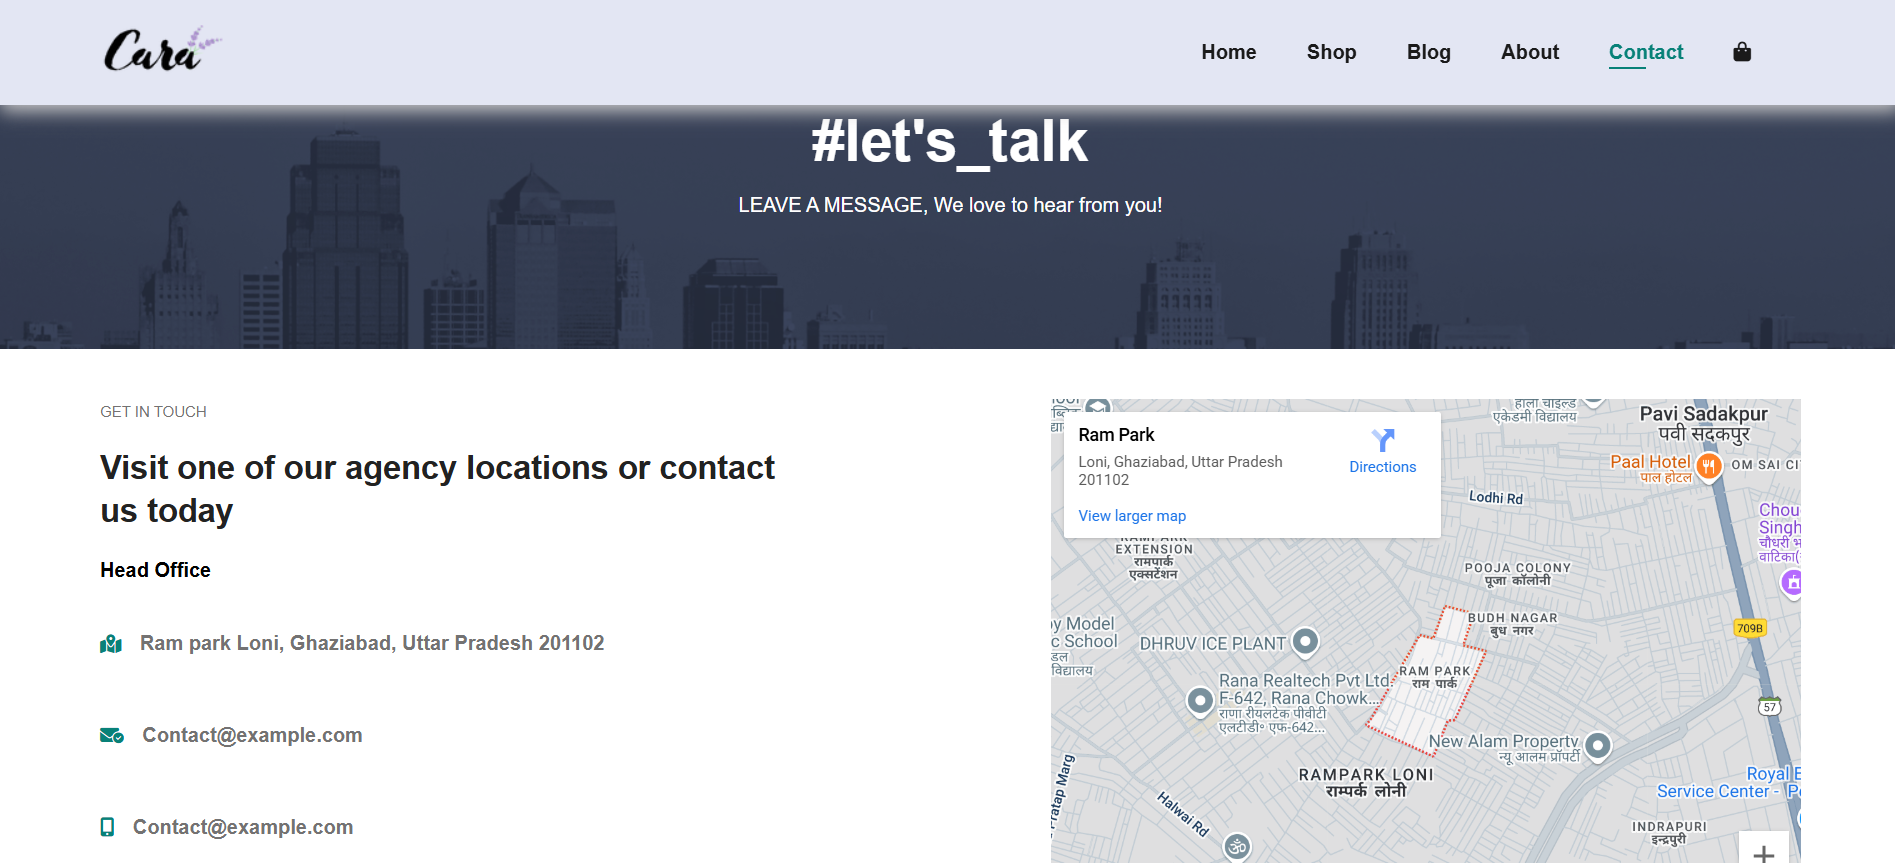 Cara
Home Shop Blog About Contact
#let's_talk
LEAVE A MESSAGE, We love to hear from you!
GET IN TOUCH
Visit one of our agency locations or contact
us today
Head Office
Ram park Loni, Ghaziabad, Uttar Pradesh 201102
Contact@example.com
Contact@example.com
Ram Park
Loni, Ghaziabad, Uttar Pradesh
201102
Directions
View larger map
एकेडमी विद्यालय
Pavi Sadakpur
पवी सदकपुर
Paal Hotel
पाल होटल
OM SAI CI
Lodhi Rd
Chou
Singh
चौधरी भ
वाटिका(
EXTENSION
रामपार्क
एक्सटेंशन
POOJA COLONY
पूजा कॉलोनी
BUDH NAGAR
बुध नगर
709B
by Model
c School
डल
विद्यालय
DHRUV ICE PLANT
RAM PARK
राम पार्क
Rana Realtech Pvt Ltd.
F-642, Rana Chowk...
राणा रीयलटेक पीवीटी
एलटीडी॰ एफ-642...
57
New Alam Property
न्यू आलम प्रॉपर्टी
RAMPARK LONI
राम्पर्क लोनी
Pratap Marg
Halwai Rd
Royal E
Service Center - P
INDRAPURI
इन्द्रपुरी